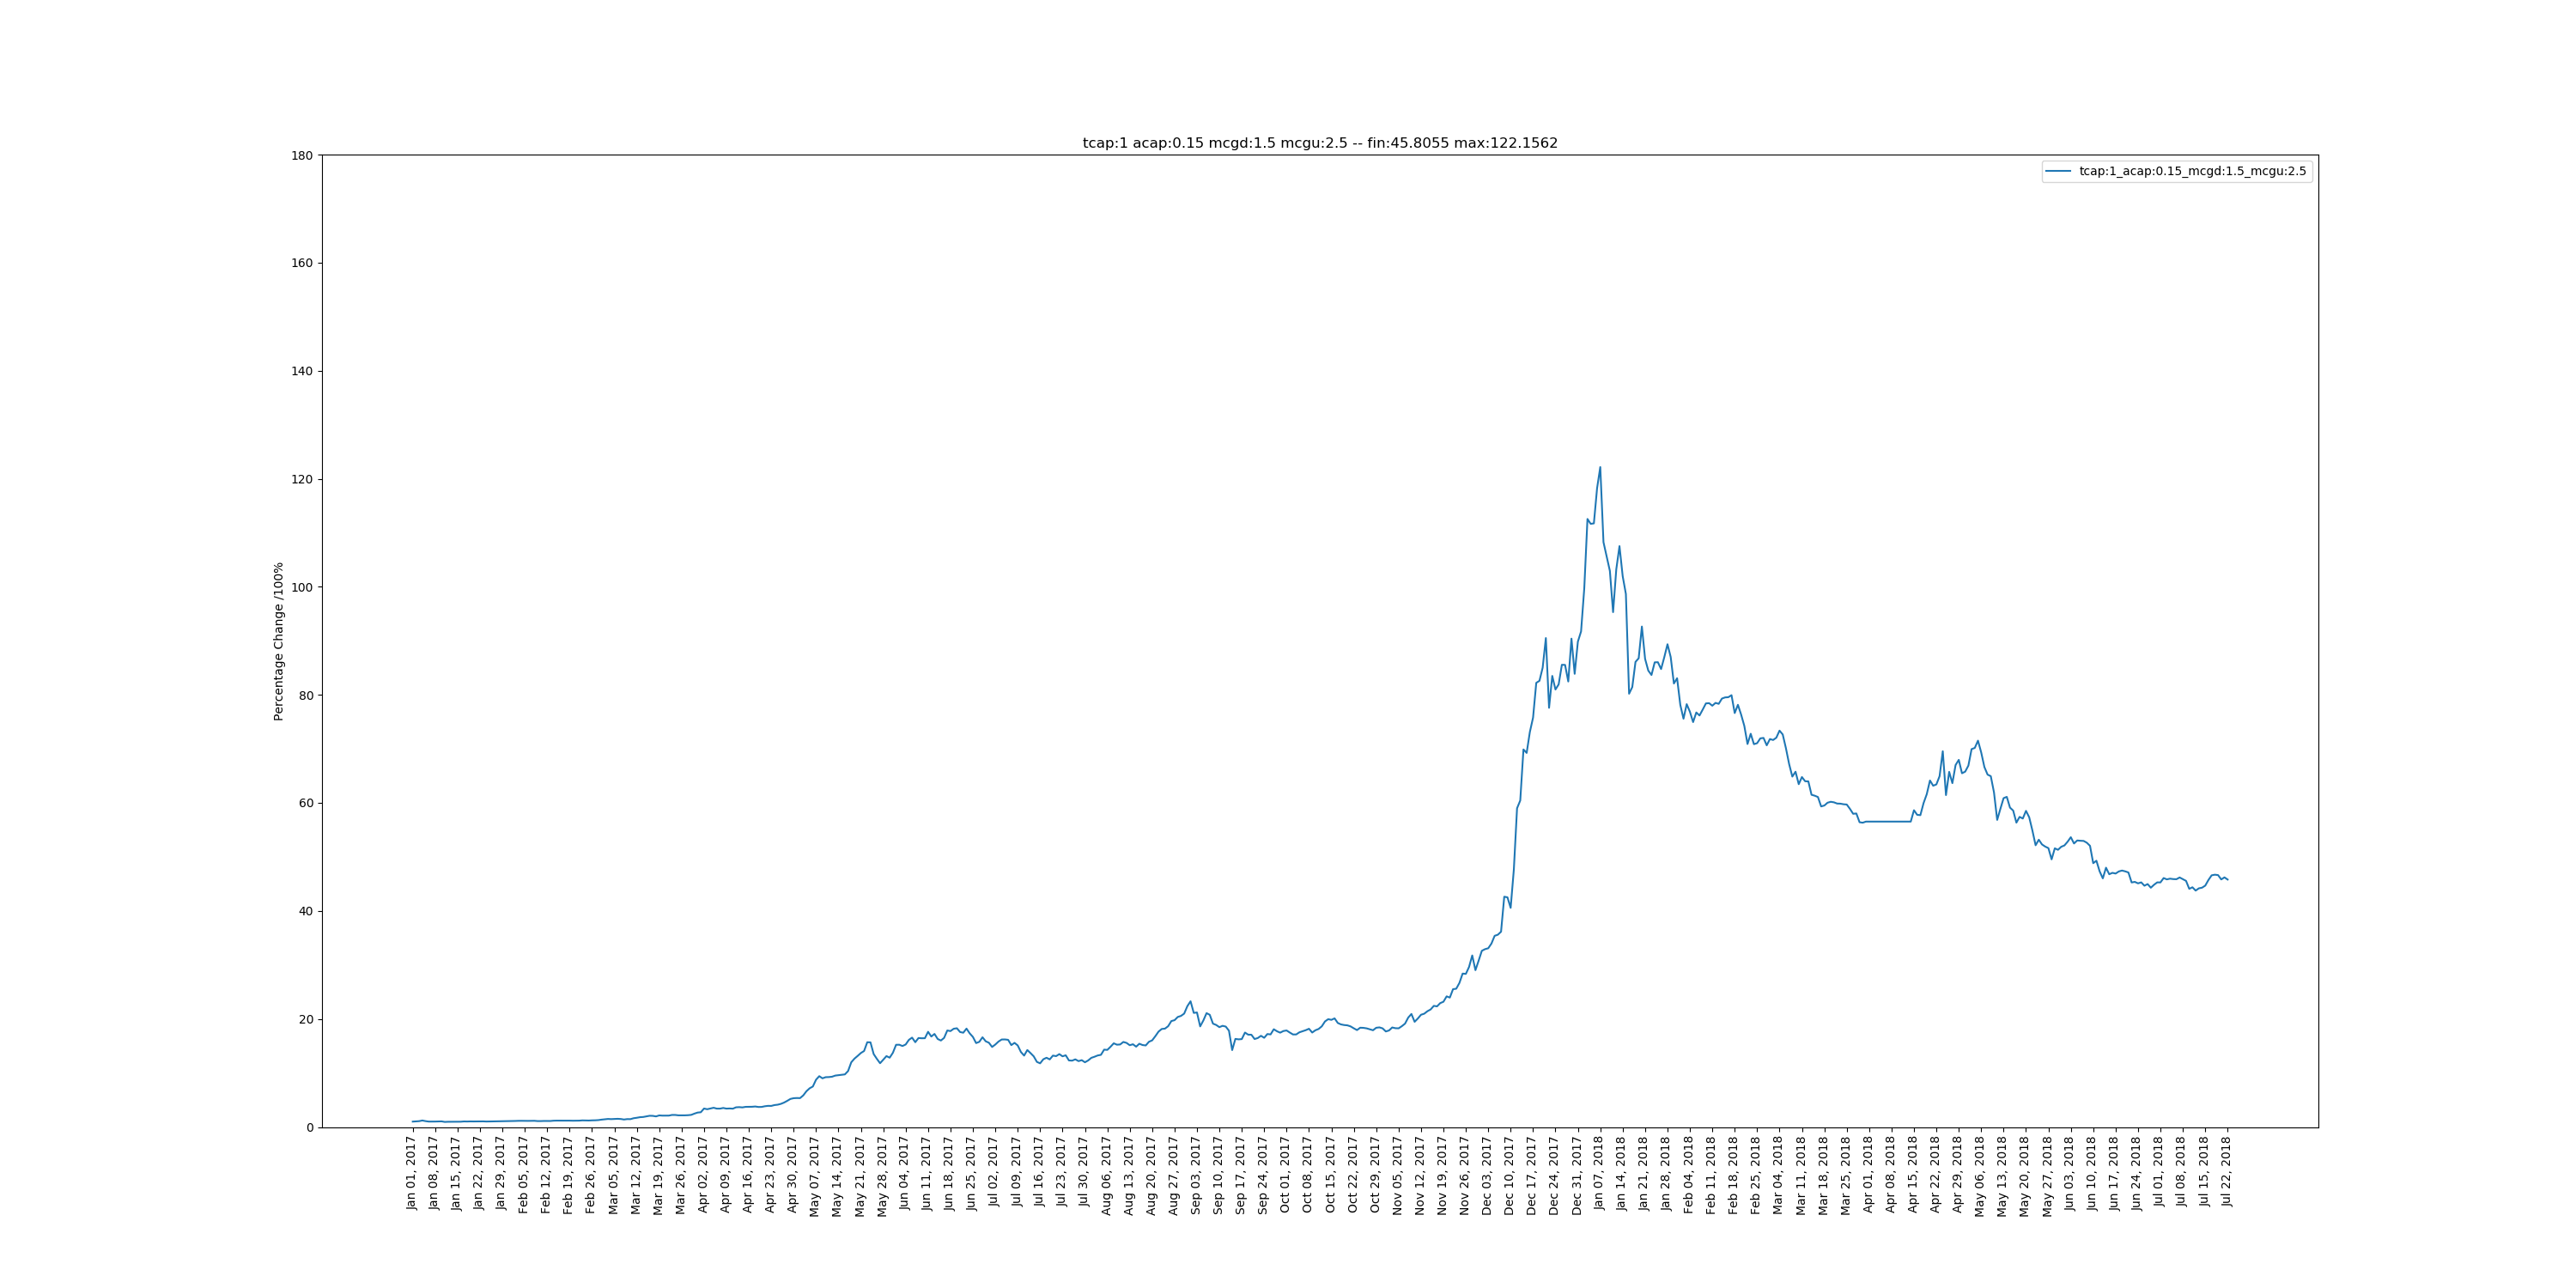 tcap:1 acap:0.15 mcgd:1.5 mcgu:2.5 -- fin:45.8055 max:122.1562
tcap:1_acap:0.15_mcgd:1.5_mcgu:2.5
Percentage Change /100%
180
160
140
120
100
80
60
40
20
0
Jan 01, 2017
Jan 08, 2017
Jan 15, 2017
Jan 22, 2017
Jan 29, 2017
Feb 05, 2017
Feb 12, 2017
Feb 19, 2017
Feb 26, 2017
Mar 05, 2017
Mar 12, 2017
Mar 19, 2017
Mar 26, 2017
Apr 02, 2017
Apr 09, 2017
Apr 16, 2017
Apr 23, 2017
Apr 30, 2017
May 07, 2017
May 14, 2017
May 21, 2017
May 28, 2017
Jun 04, 2017
Jun 11, 2017
Jun 18, 2017
Jun 25, 2017
Jul 02, 2017
Jul 09, 2017
Jul 16, 2017
Jul 23, 2017
Jul 30, 2017
Aug 06, 2017
Aug 13, 2017
Aug 20, 2017
Aug 27, 2017
Sep 03, 2017
Sep 10, 2017
Sep 17, 2017
Sep 24, 2017
Oct 01, 2017
Oct 08, 2017
Oct 15, 2017
Oct 22, 2017
Oct 29, 2017
Nov 05, 2017
Nov 12, 2017
Nov 19, 2017
Nov 26, 2017
Dec 03, 2017
Dec 10, 2017
Dec 17, 2017
Dec 24, 2017
Dec 31, 2017
Jan 07, 2018
Jan 14, 2018
Jan 21, 2018
Jan 28, 2018
Feb 04, 2018
Feb 11, 2018
Feb 18, 2018
Feb 25, 2018
Mar 04, 2018
Mar 11, 2018
Mar 18, 2018
Mar 25, 2018
Apr 01, 2018
Apr 08, 2018
Apr 15, 2018
Apr 22, 2018
Apr 29, 2018
May 06, 2018
May 13, 2018
May 20, 2018
May 27, 2018
Jun 03, 2018
Jun 10, 2018
Jun 17, 2018
Jun 24, 2018
Jul 01, 2018
Jul 08, 2018
Jul 15, 2018
Jul 22, 2018